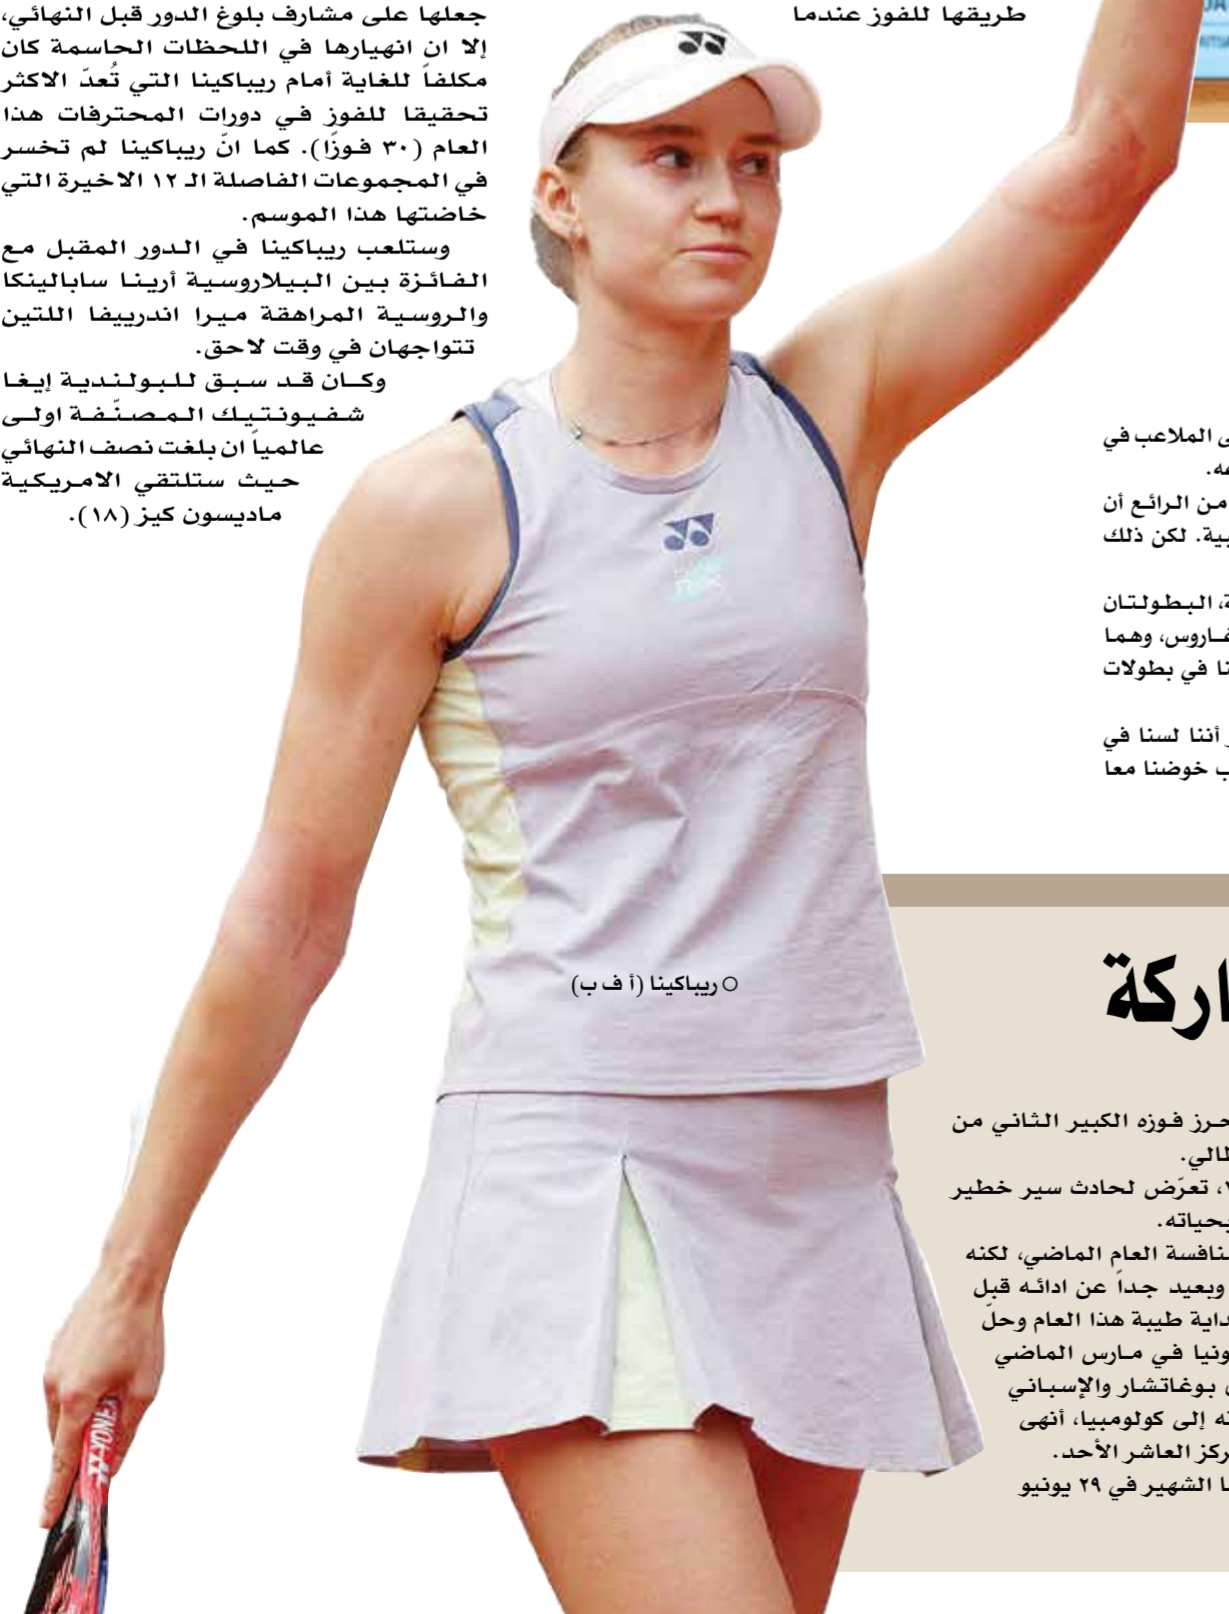 طريقها للفوز عندما
جعلها على مشارف بلوغ الدور قبل النهائي،
إلا ان انهيارها في اللحظات الحاسمة كان
مكلفاً للغاية أمام ريباكينا التي تُعدّ الاكثر
تحقيقا للفوز في دورات المحترفات هذا
العام (٣٠ فوزًا). كما انّ ريباكينا لم تخسر
في المجموعات الفاصلة الـ ١٢ الاخيرة التي
خاضتها هذا الموسم.
وستلعب ريباكينا في الدور المقبل مع
الفائزة بين البيلاروسية أرينا سابالينكا
والروسية المراهقة ميرا اندرييفا اللتين
تتواجهان في وقت لاحق.
وكان قد سبق للبولندية إيغا
شفيونتيك المصنّفة اولى
عالمياً ان بلغت نصف النهائي
حيث ستلتقي الامريكية
ماديسون كيز (١٨).
الملاعب في
من الرائع أن
لكن ذلك
البطولتان
وهما
في بطولات
أننا لسنا في
خوضنا معا
○ ريباكينا (أ ف ب)
فوزه الكبير الثاني من
تعرّض لحادث سير خطير
بحياته.
العام الماضي، لكنه
وبعيد جداً عن ادائه قبل
طيبة هذا العام وحلّ
في مارس الماضي
بوغاتشار والإسباني
إلى كولومبيا، أنهى
العاشر الأحد.
الشهير في ٢٩ يونيو
YONEX